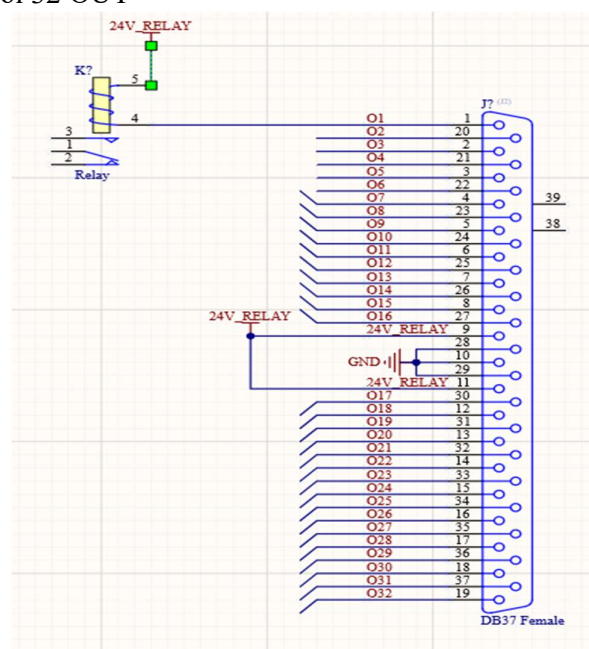 24V_RELAY
K?
5
4
3
1
2
Relay
J? (J2)
O1 1
O2 20
O3 2
O4 21
O5 3
O6 22
O7 4
39
O8 23
O9 5
38
O10 24
O11 6
O12 25
O13 7
O14 26
O15 8
24V_RELAY
O16 27
24V_RELAY 9
28
GND 10
29
24V_RELAY 11
O17 30
O18 12
O19 31
O20 13
O21 32
O22 14
O23 33
O24 15
O25 34
O26 16
O27 35
O28 17
O29 36
O30 18
O31 37
O32 19
DB37 Female